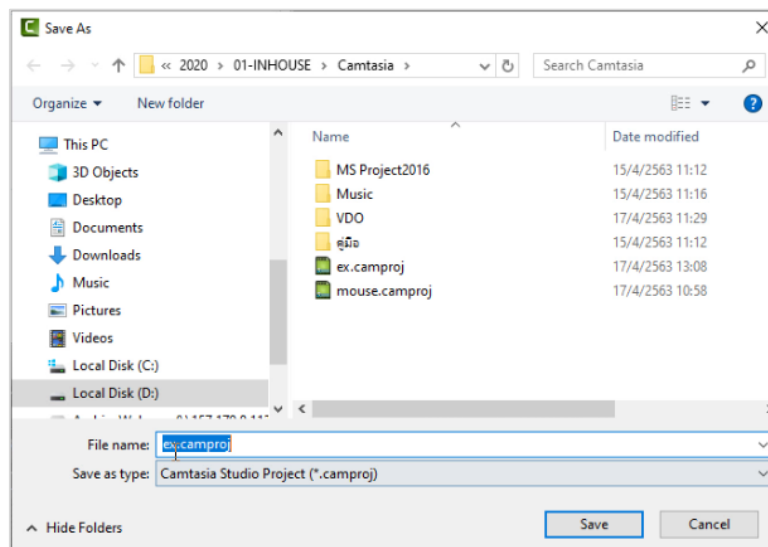 Save As
« 2020 › 01-INHOUSE › Camtasia ›
Search Camtasia
Organize
New folder
Name
Date modified
This PC
3D Objects
Desktop
Documents
Downloads
Music
Pictures
Videos
Local Disk (C:)
Local Disk (D:)
MS Project2016 15/4/2563 11:12
Music 15/4/2563 11:16
VDO 17/4/2563 11:29
คู่มือ 15/4/2563 11:12
ex.camproj 17/4/2563 13:08
mouse.camproj 17/4/2563 10:58
File name: ex.camproj
Save as type: Camtasia Studio Project (*.camproj)
Hide Folders
Save
Cancel